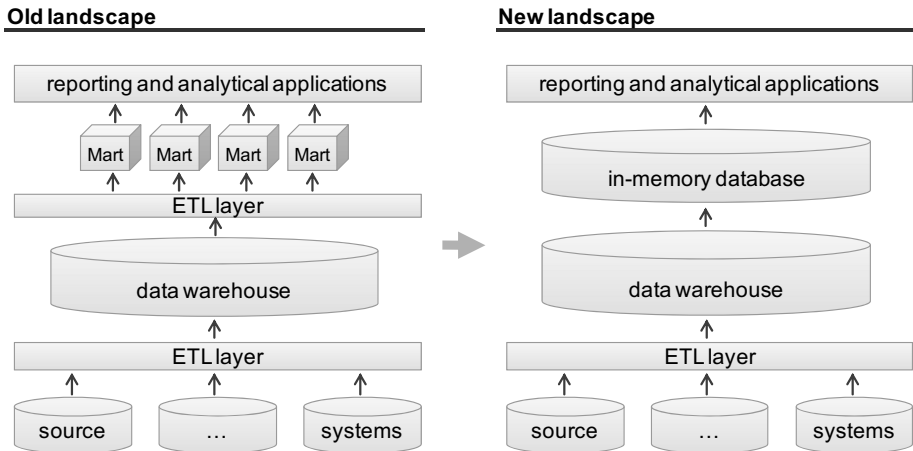 Old landscape
reporting and analytical applications
Mart Mart Mart Mart
ETL layer
data warehouse
ETL layer
source … systems
New landscape
reporting and analytical applications
in-memory database
data warehouse
ETL layer
source … systems